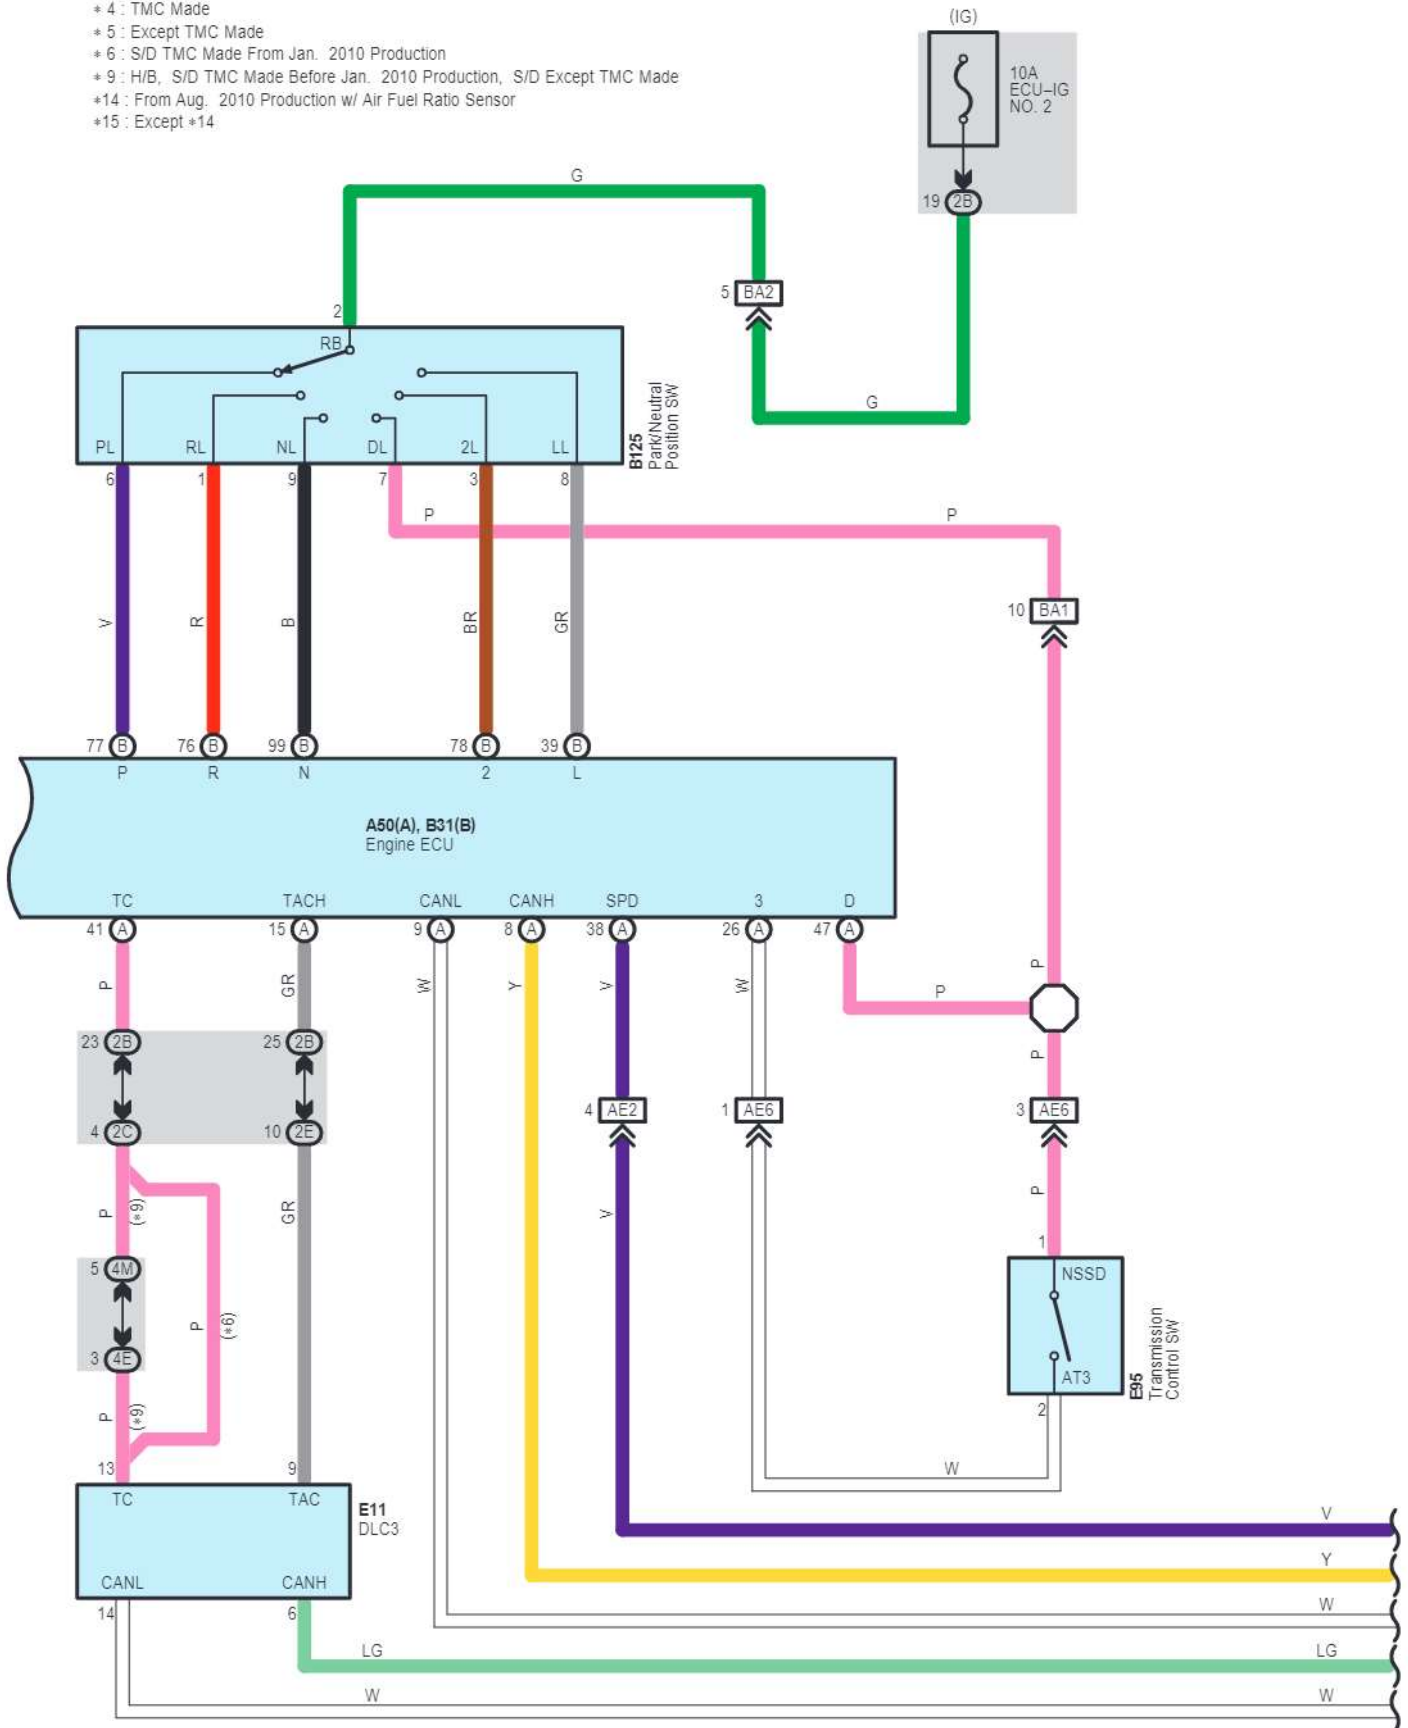 * 4 : TMC Made
* 5 : Except TMC Made
* 6 : S/D TMC Made From Jan. 2010 Production
* 9 : H/B, S/D TMC Made Before Jan. 2010 Production, S/D Except TMC Made
*14 : From Aug. 2010 Production w/ Air Fuel Ratio Sensor
*15 : Except *14
(IG)
10A
ECU–IG
NO. 2
19 2B
G
5 BA2
2
RB
G
PL RL NL DL 2L LL
B125
Park/Neutral
Position SW
6 1 9 7 3 8
P P
10 BA1
V R B BR GR
77 B 76 B 99 B 78 B 39 B
P R N 2 L
A50(A), B31(B)
Engine ECU
TC TACH CANL CANH SPD 3 D
41 A 15 A 9 A 8 A 38 A 26 A 47 A
P GR W Y V W P P
23 2B 25 2B
P
4 2C 10 2E
4 AE2 1 AE6 3 AE6
P (*9) GR V P
1
5 4M
NSSD
P (*6)
3 4E
AT3
E95
Transmission
Control SW
P (*9)
2
13 9
W
TC TAC
E11
DLC3
CANL CANH
V
Y
14 6
W
LG LG
W W